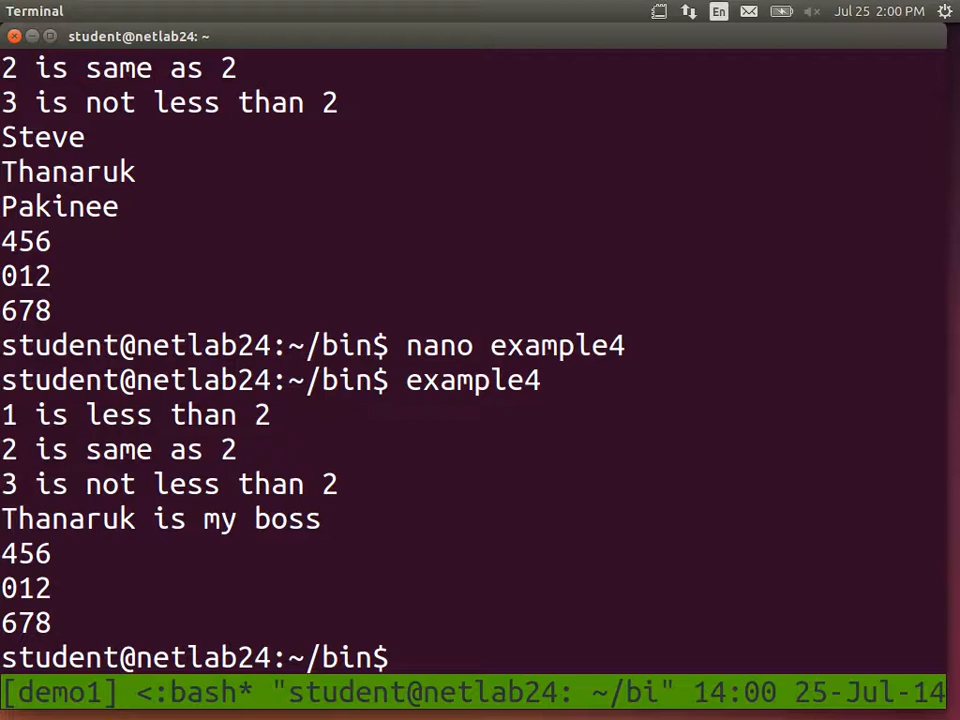 Terminal
En
Jul 25 2:00 PM
student@netlab24: ~
2 is same as 2
3 is not less than 2
Steve
Thanaruk
Pakinee
456
012
678
student@netlab24:~/bin$ nano example4
student@netlab24:~/bin$ example4
1 is less than 2
2 is same as 2
3 is not less than 2
Thanaruk is my boss
456
012
678
student@netlab24:~/bin$
[demo1] <:bash* "student@netlab24: ~/bi" 14:00 25-Jul-14